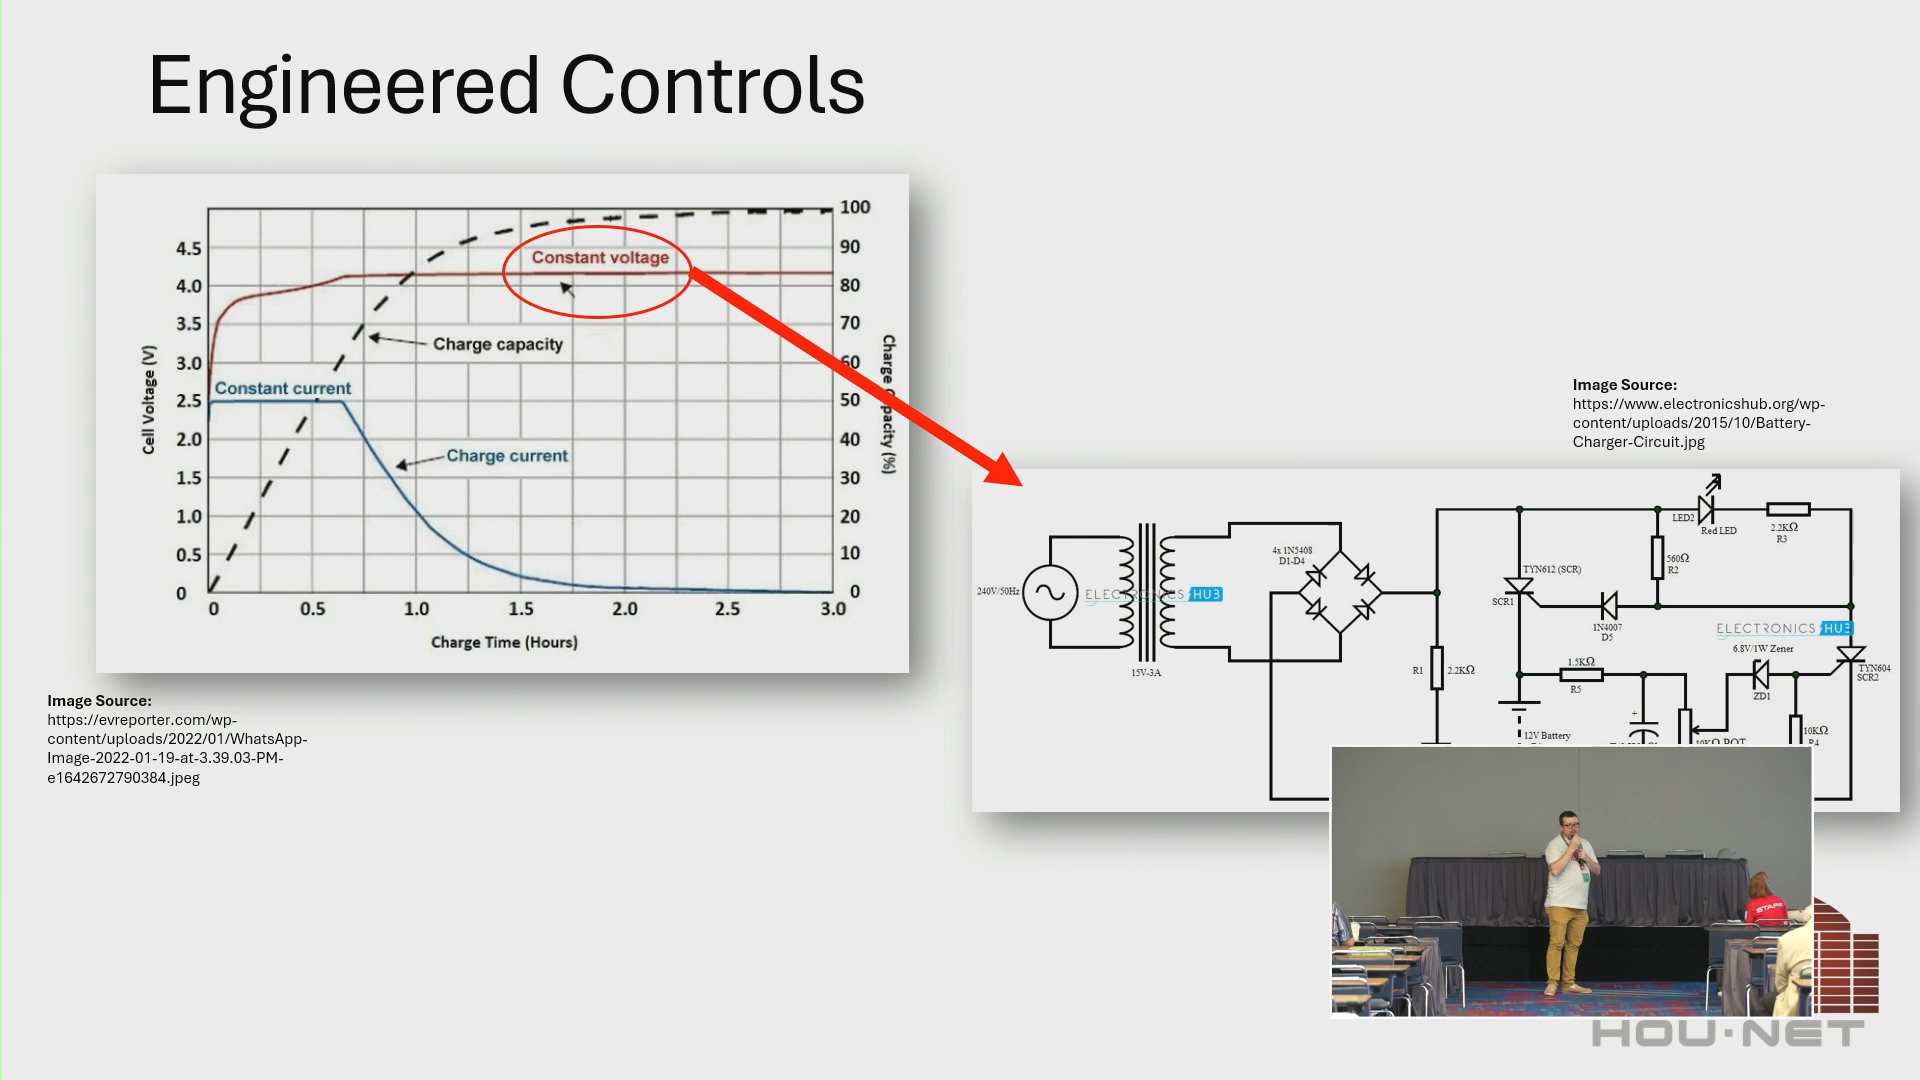 Engineered Controls
100
4.5
90
Constant voltage
4.0
80
3.5
70
Charge capacity
3.0
60
Constant current
2.5
50
Cell Voltage (V)
Charge Capacity (%)
2.0
40
Charge current
1.5
30
1.0
20
0.5
10
0
0
0
0.5
1.0
1.5
2.0
2.5
3.0
Charge Time (Hours)
Image Source:
https://evreporter.com/wp-
content/uploads/2022/01/WhatsApp-
Image-2022-01-19-at-3.39.03-PM-
e1642672790384.jpeg
Image Source:
https://www.electronicshub.org/wp-
content/uploads/2015/10/Battery-
Charger-Circuit.jpg
LED2
Red LED
2.2KΩ
R3
4x 1N5408
D1-D4
560Ω
R2
TYN612 (SCR)
SCR1
240V/50Hz
ELECTRONICS HUB
1N4007
D5
ELECTRONICS HUB
6.8V/1W Zener
15V-3A
R1
2.2KΩ
1.5KΩ
R5
ZD1
TYN604
SCR2
+
12V Battery
10KΩ POT
10KΩ
R4
STAFF
HOU·NET